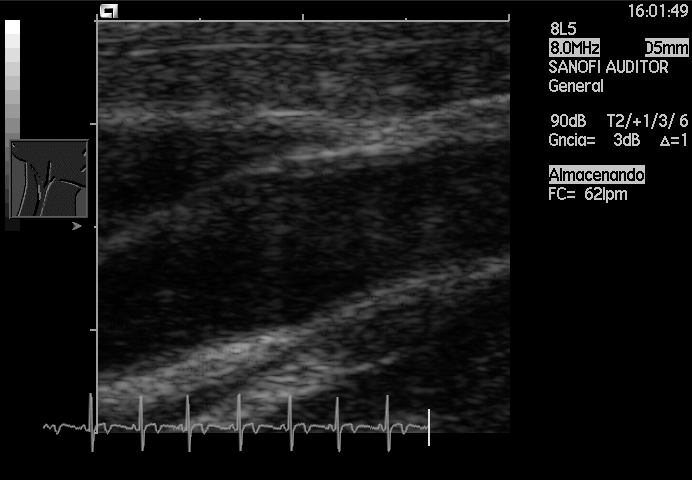 16:01:49
8L5
8.0MHz D5mm
SANOFI AUDITOR
General
90dB T2/+1/3/ 6
Gncia= 3dB Δ=1
Almacenando
FC= 62lpm